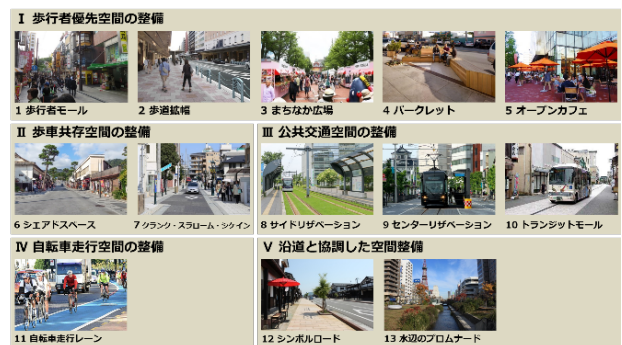 Ⅰ 歩行者優先空間の整備
1 歩行者モール
2 歩道拡幅
3 まちなか広場
4 パークレット
5 オープンカフェ
Ⅱ 歩車共存空間の整備
Ⅲ 公共交通空間の整備
6 シェアドスペース
7 クランク・スラローム・シケイン
8 サイドリザベーション
9 センターリザベーション
10 トランジットモール
Ⅳ 自転車走行空間の整備
Ⅴ 沿道と協調した空間整備
11 自転車走行レーン
12 シンボルロード
13 水辺のプロムナード